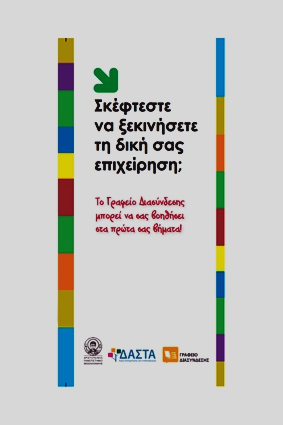 Σκέφτεστε
να ξεκινήσετε
τη δική σας
επιχείρηση;
Το Γραφείο Διασύνδεσης
μπορεί να σας βοηθήσει
στα πρώτα σας βήματα!
ΔΑΣΤΑ
ΓΡΑΦΕΙΟ
ΔΙΑΣΥΝΔΕΣΗΣ